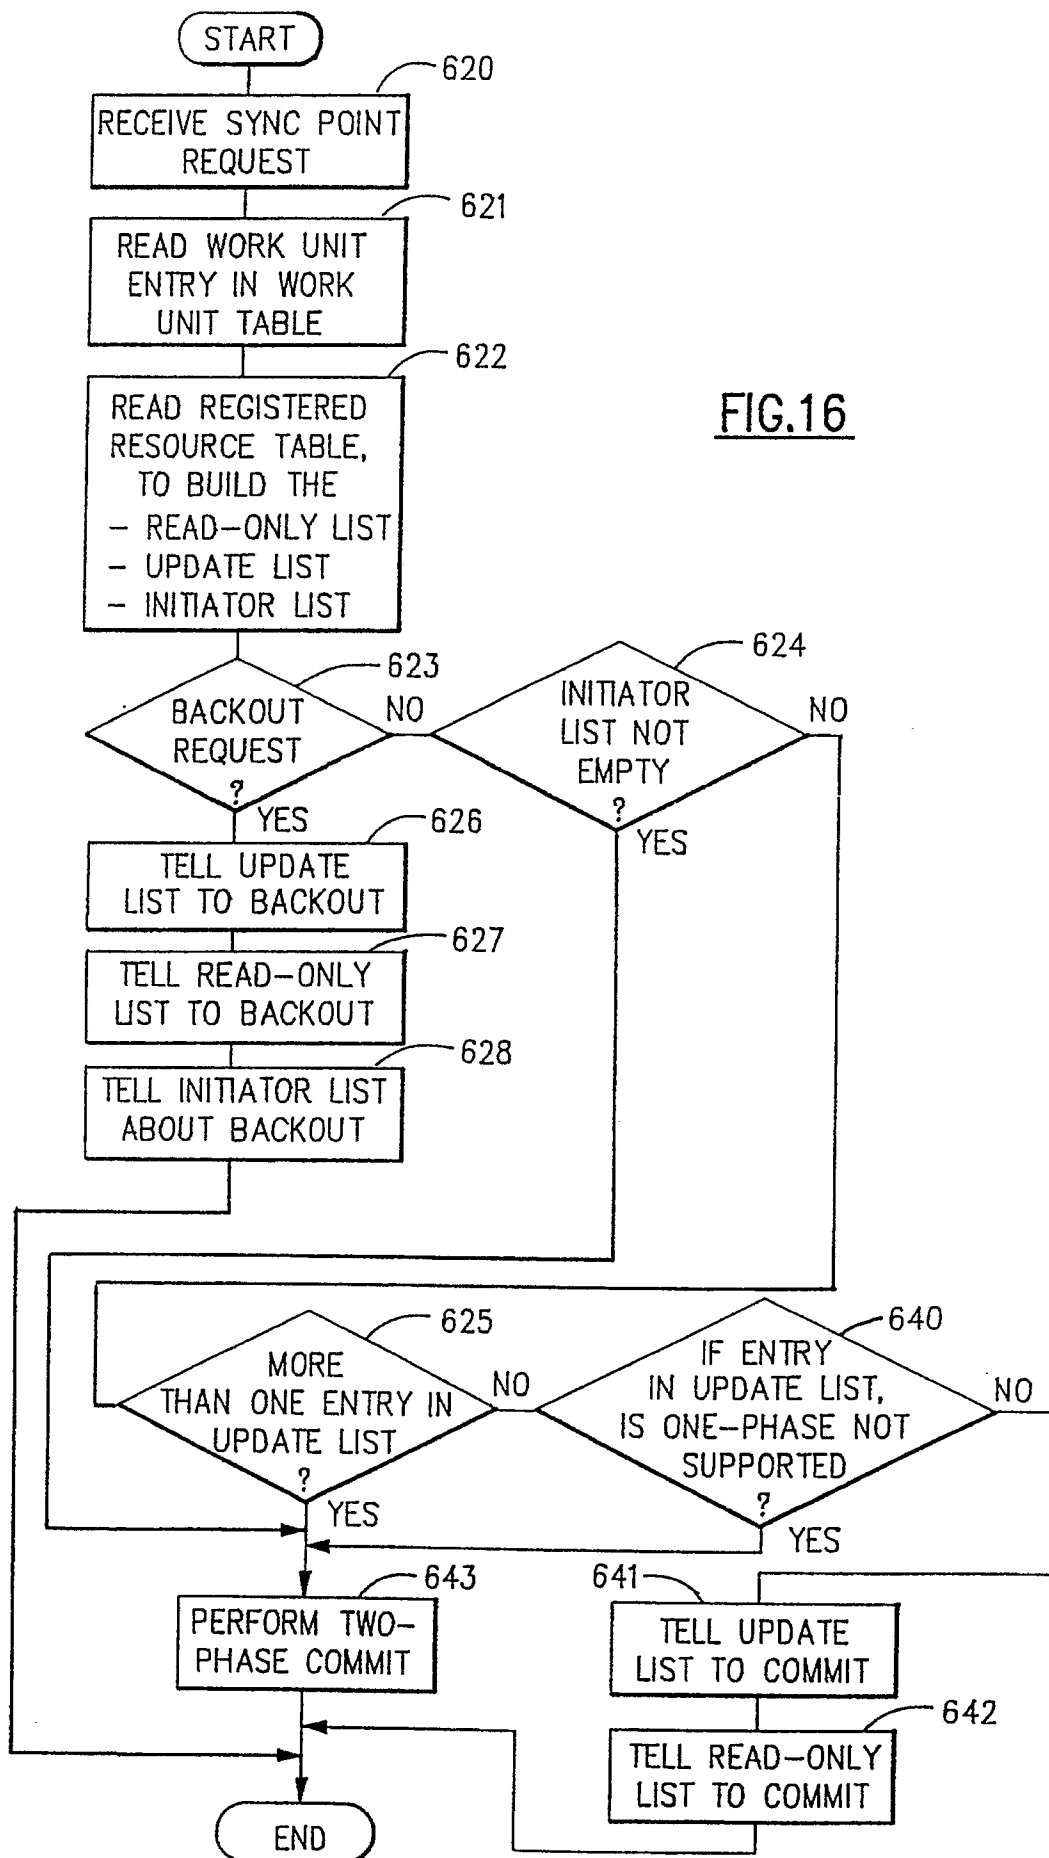 START
620
RECEIVE SYNC POINT
REQUEST
621
READ WORK UNIT
ENTRY IN WORK
UNIT TABLE
622
READ REGISTERED
RESOURCE TABLE,
TO BUILD THE
- READ-ONLY LIST
- UPDATE LIST
- INITIATOR LIST
FIG.16
623
BACKOUT
REQUEST
?
NO
YES
624
INITIATOR
LIST NOT
EMPTY
?
NO
YES
626
TELL UPDATE
LIST TO BACKOUT
627
TELL READ-ONLY
LIST TO BACKOUT
628
TELL INITIATOR LIST
ABOUT BACKOUT
625
MORE
THAN ONE ENTRY IN
UPDATE LIST
?
NO
YES
640
IF ENTRY
IN UPDATE LIST,
IS ONE-PHASE NOT
SUPPORTED
?
NO
YES
643
PERFORM TWO-
PHASE COMMIT
641
TELL UPDATE
LIST TO COMMIT
642
TELL READ-ONLY
LIST TO COMMIT
END